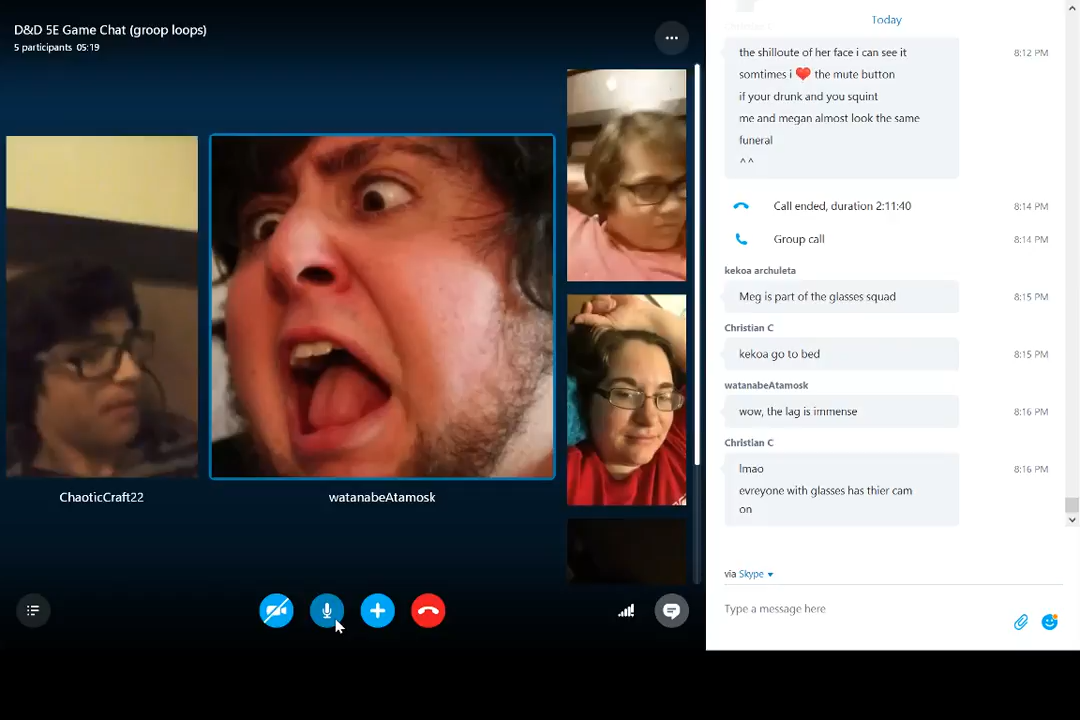 D&D 5E Game Chat (groop loops)
5 participants 05:19
ChaoticCraft22
watanabeAtamosk
Today
the shilloute of her face i can see it
8:12 PM
somtimes i ❤ the mute button
if your drunk and you squint
me and megan almost look the same
funeral
^ ^
Call ended, duration 2:11:40
8:14 PM
Group call
8:14 PM
kekoa archuleta
Meg is part of the glasses squad
8:15 PM
Christian C
kekoa go to bed
8:15 PM
watanabeAtamosk
wow, the lag is immense
8:16 PM
Christian C
lmao
8:16 PM
evreyone with glasses has thier cam
on
via Skype
Type a message here